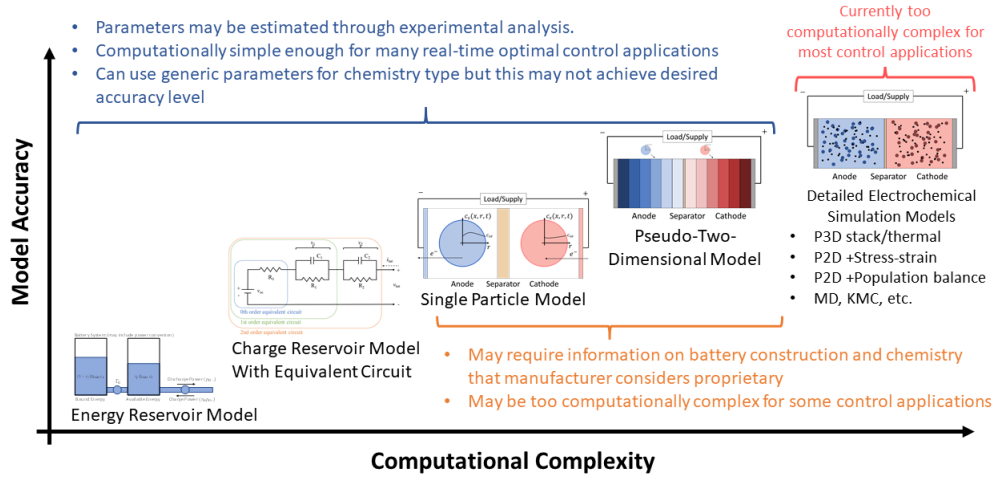 • Parameters may be estimated through experimental analysis.
• Computationally simple enough for many real-time optimal control applications
• Can use generic parameters for chemistry type but this may not achieve desired
accuracy level
Currently too
computationally complex for
most control applications
Model Accuracy
Energy Reservoir Model
0th order equivalent circuit
1st order equivalent circuit
2nd order equivalent circuit
Charge Reservoir Model
With Equivalent Circuit
− +
Load/Supply
cₛ(x, r, t) cₛ(x, r, t)
r r
e⁻ e⁻
Anode Separator Cathode
Single Particle Model
− +
Load/Supply
Anode Separator Cathode
Pseudo-Two-
Dimensional Model
− +
Load/Supply
Anode Separator Cathode
Detailed Electrochemical
Simulation Models
• P3D stack/thermal
• P2D +Stress-strain
• P2D +Population balance
• MD, KMC, etc.
• May require information on battery construction and chemistry
that manufacturer considers proprietary
• May be too computationally complex for some control applications
Computational Complexity